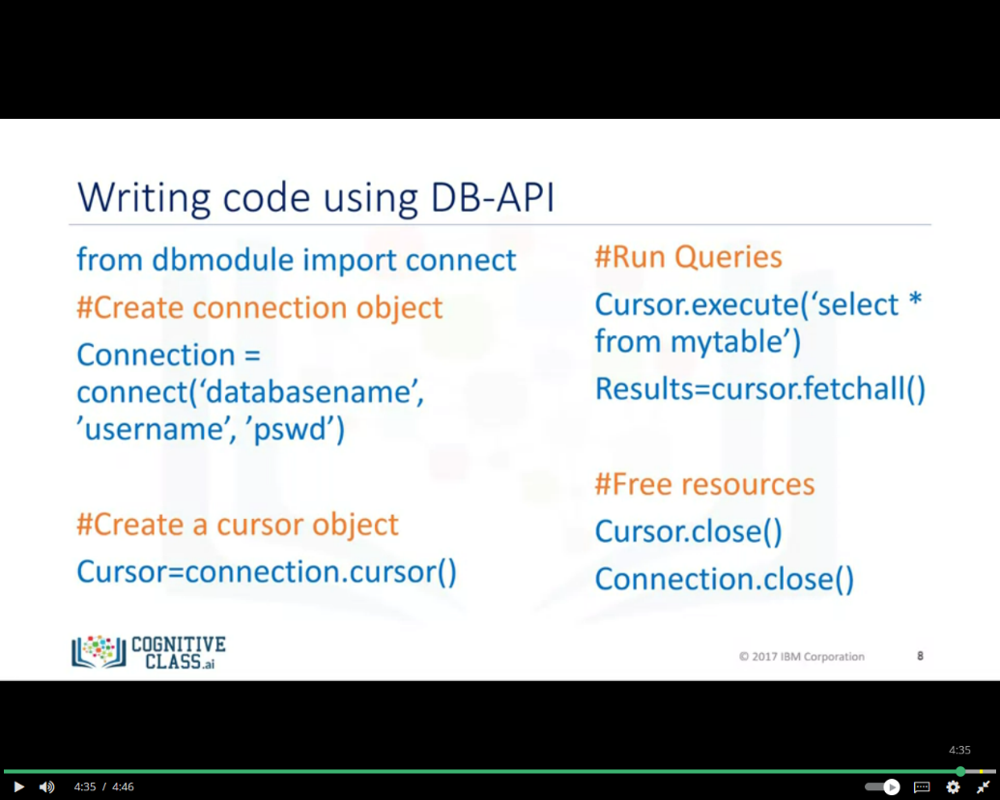 Writing code using DB-API
from dbmodule import connect
#Create connection object
Connection =
connect(‘databasename’,
’username’, ’pswd’)
#Create a cursor object
Cursor=connection.cursor()
#Run Queries
Cursor.execute(‘select *
from mytable’)
Results=cursor.fetchall()
#Free resources
Cursor.close()
Connection.close()
COGNITIVE
CLASS.ai
© 2017 IBM Corporation
8
4:35
4:35 / 4:46